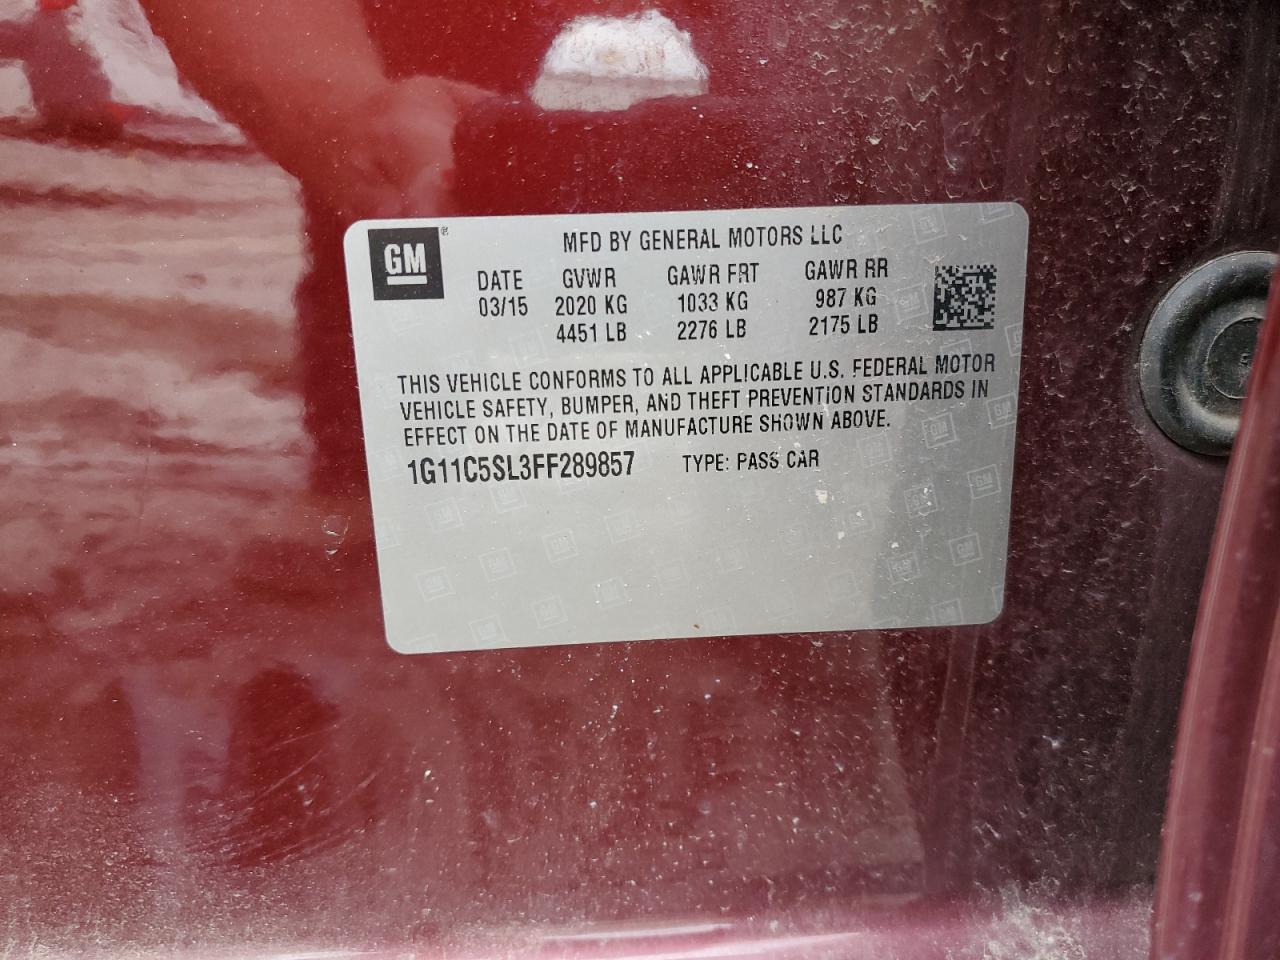 GM ®
MFD BY GENERAL MOTORS LLC
DATE GVWR GAWR FRT GAWR RR
03/15 2020 KG 1033 KG 987 KG
4451 LB 2276 LB 2175 LB
THIS VEHICLE CONFORMS TO ALL APPLICABLE U.S. FEDERAL MOTOR
VEHICLE SAFETY, BUMPER, AND THEFT PREVENTION STANDARDS IN
EFFECT ON THE DATE OF MANUFACTURE SHOWN ABOVE.
1G11C5SL3FF289857 TYPE: PASS CAR